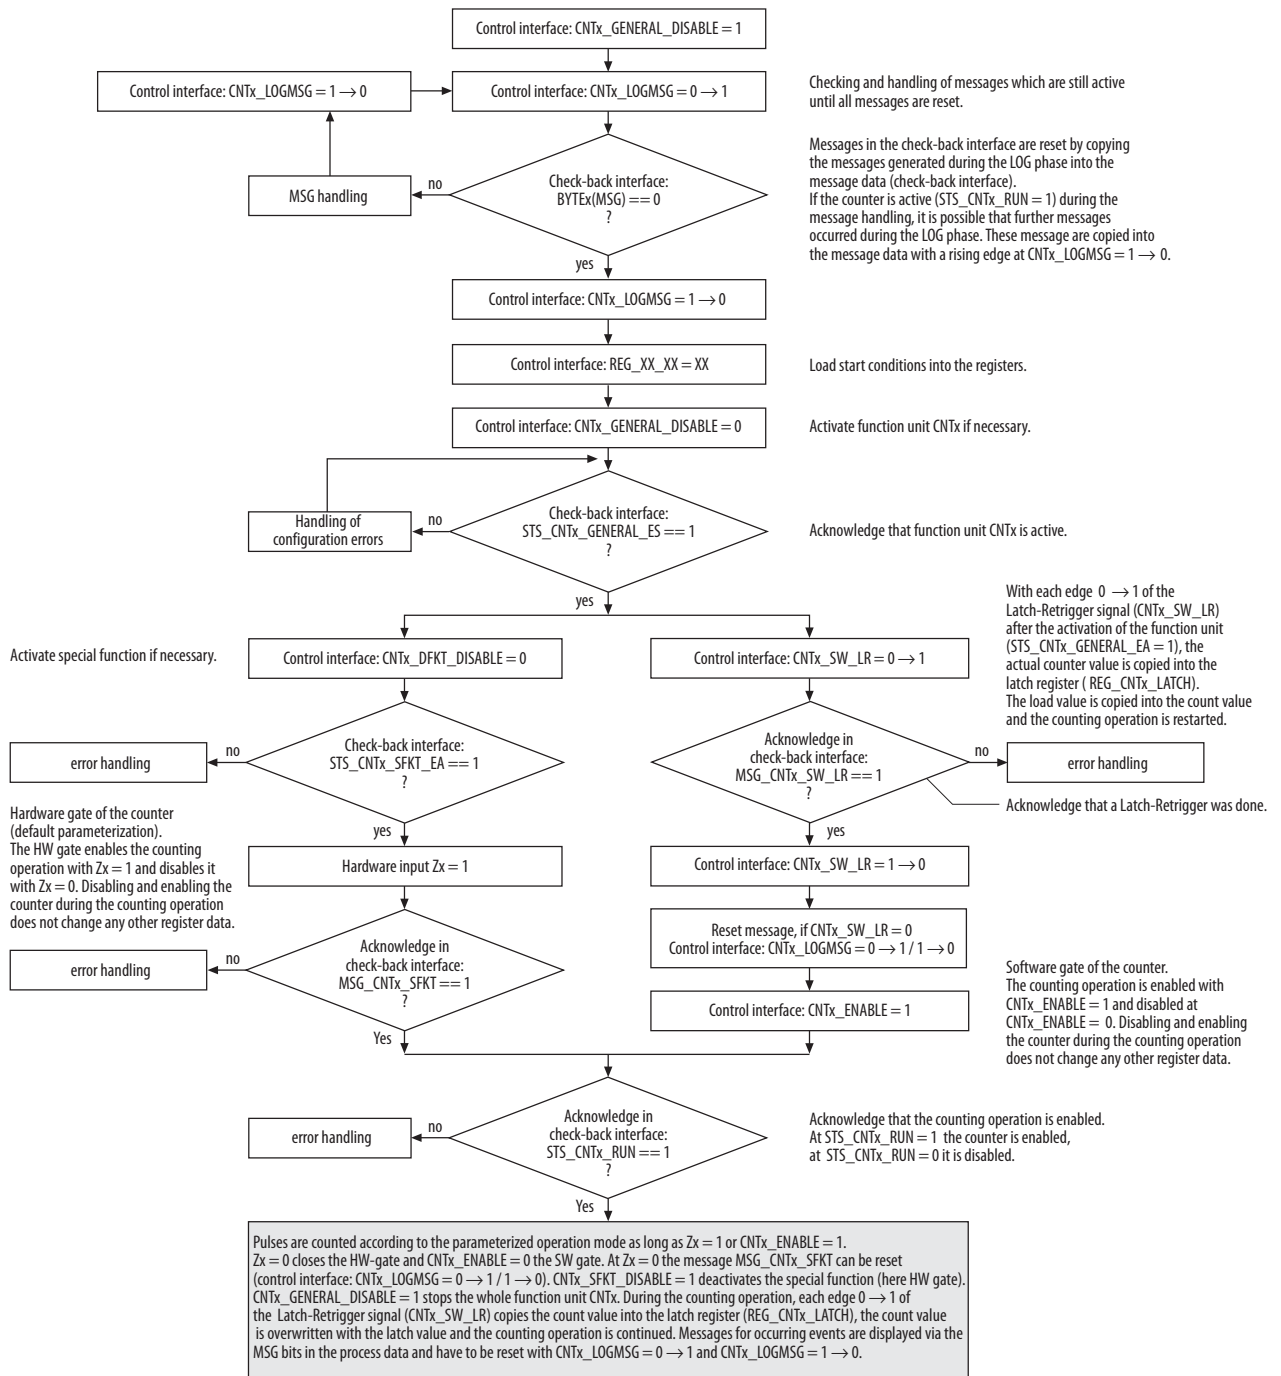 Control interface: CNTx_GENERAL_DISABLE = 1
Control interface: CNTx_LOGMSG = 1 → 0
Control interface: CNTx_LOGMSG = 0 → 1
Checking and handling of messages which are still active
until all messages are reset.
MSG handling
no
Check-back interface:
BYTEx(MSG) == 0
?
Messages in the check-back interface are reset by copying
the messages generated during the LOG phase into the
message data (check-back interface).
If the counter is active (STS_CNTx_RUN = 1) during the
message handling, it is possible that further messages
occurred during the LOG phase. These message are copied into
the message data with a rising edge at CNTx_LOGMSG = 1 → 0.
yes
Control interface: CNTx_LOGMSG = 1 → 0
Control interface: REG_XX_XX = XX
Load start conditions into the registers.
Control interface: CNTx_GENERAL_DISABLE = 0
Activate function unit CNTx if necessary.
Handling of
configuration errors
no
Check-back interface:
STS_CNTx_GENERAL_ES == 1
?
Acknowledge that function unit CNTx is active.
yes
Activate special function if necessary.
Control interface: CNTx_DFKT_DISABLE = 0
Control interface: CNTx_SW_LR = 0 → 1
With each edge 0 → 1 of the
Latch-Retrigger signal (CNTx_SW_LR)
after the activation of the function unit
(STS_CNTx_GENERAL_EA = 1), the
actual counter value is copied into the
latch register ( REG_CNTx_LATCH).
The load value is copied into the count value
and the counting operation is restarted.
error handling
no
Check-back interface:
STS_CNTx_SFKT_EA == 1
?
Acknowledge in
check-back interface:
MSG_CNTx_SW_LR == 1
?
no
error handling
Acknowledge that a Latch-Retrigger was done.
Hardware gate of the counter
(default parameterization).
The HW gate enables the counting
operation with Zx = 1 and disables it
with Zx = 0. Disabling and enabling the
counter during the counting operation
does not change any other register data.
yes
yes
Hardware input Zx = 1
Control interface: CNTx_SW_LR = 1 → 0
error handling
no
Acknowledge in
check-back interface:
MSG_CNTx_SFKT == 1
?
Reset message, if CNTx_SW_LR = 0
Control interface: CNTx_LOGMSG = 0 → 1 / 1 → 0
Control interface: CNTx_ENABLE = 1
Software gate of the counter.
The counting operation is enabled with
CNTx_ENABLE = 1 and disabled at
CNTx_ENABLE = 0. Disabling and enabling
the counter during the counting operation
does not change any other register data.
Yes
error handling
no
Acknowledge in
check-back interface:
STS_CNTx_RUN == 1
?
Acknowledge that the counting operation is enabled.
At STS_CNTx_RUN = 1 the counter is enabled,
at STS_CNTx_RUN = 0 it is disabled.
Yes
Pulses are counted according to the parameterized operation mode as long as Zx = 1 or CNTx_ENABLE = 1.
Zx = 0 closes the HW-gate and CNTx_ENABLE = 0 the SW gate. At Zx = 0 the message MSG_CNTx_SFKT can be reset
(control interface: CNTx_LOGMSG = 0 → 1 / 1 → 0). CNTx_SFKT_DISABLE = 1 deactivates the special function (here HW gate).
CNTx_GENERAL_DISABLE = 1 stops the whole function unit CNTx. During the counting operation, each edge 0 → 1 of
the Latch-Retrigger signal (CNTx_SW_LR) copies the count value into the latch register (REG_CNTx_LATCH), the count value
is overwritten with the latch value and the counting operation is continued. Messages for occurring events are displayed via the
MSG bits in the process data and have to be reset with CNTx_LOGMSG = 0 → 1 and CNTx_LOGMSG = 1 → 0.